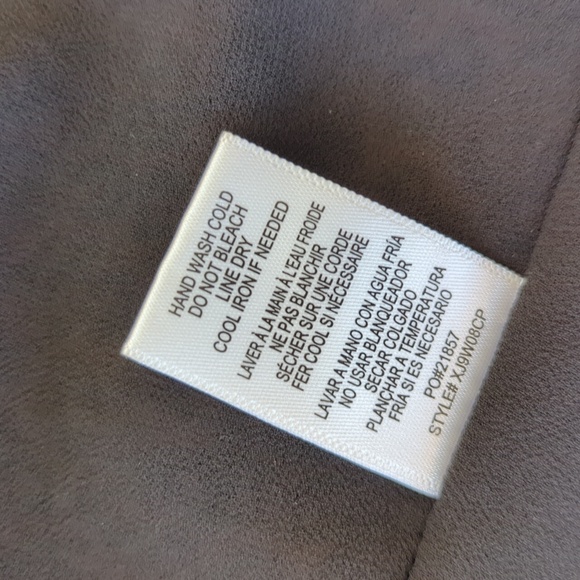 HAND WASH COLD
DO NOT BLEACH
LINE DRY
COOL IRON IF NEEDED
LAVER À LA MAIN À L'EAU FROIDE
NE PAS BLANCHIR
SÉCHER SUR UNE CORDE
FER COOL SI NÉCESSAIRE
LAVAR A MANO CON AGUA FRÍA
NO USAR BLANQUEADOR
SECAR COLGADO
PLANCHAR A TEMPERATURA
FRÍA SI ES NECESARIO
PO#21857
STYLE# XJ9W08CP